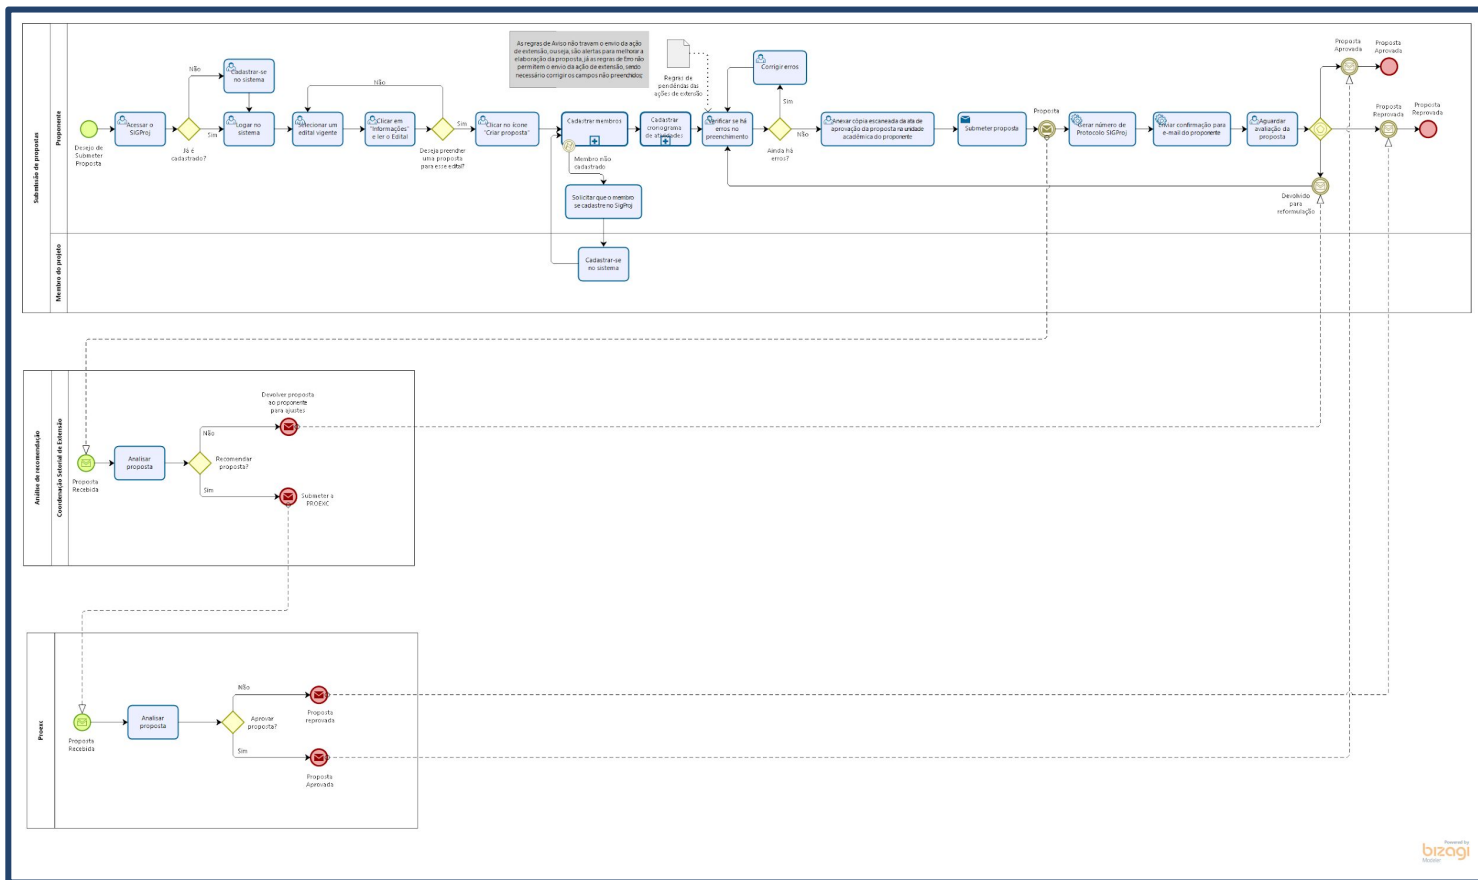 Submissão de propostas
Proponente
Membro do projeto
Desejo de
Submeter
Proposta
Acessar o
SIGProj
Já é
cadastrado?
Não
Sim
Cadastrar-se
no sistema
Logar no
sistema
Selecionar um
edital vigente
Não
Clicar em
"Informações"
e ler o Edital
Deseja preencher
uma proposta
para esse edital?
Sim
Clicar no ícone
"Criar proposta"
As regras de Aviso não travam o envio da ação
de extensão, ou seja, são alertas para melhorar a
elaboração da proposta, já as regras de Erro não
permitem o envio da ação de extensão, sendo
necessário corrigir os campos não preenchidos;
Cadastrar membros
Membro não
cadastrado
Solicitar que o membro
se cadastre no SigProj
Cadastrar-se
no sistema
Cadastrar
cronograma
de atividades
Regras de
pendências das
ações de extensão
Verificar se há
erros no
preenchimento
Corrigir erros
Sim
Ainda há
erros?
Não
Anexar cópia escaneada da ata de
aprovação da proposta na unidade
acadêmica do proponente
Submeter proposta
Proposta
Gerar número de
Protocolo SIGProj
Enviar confirmação para
e-mail do proponente
Aguardar
avaliação da
proposta
Proposta
Aprovada
Proposta
Aprovada
Proposta
Reprovada
Proposta
Reprovada
Devolvido
para
reformulação
Análise de recomendação
Coordenação Setorial de Extensão
Proposta
Recebida
Analisar
proposta
Recomendar
proposta?
Não
Sim
Devolver proposta
ao proponente
para ajustes
Submeter a
PROEXC
Proexc
Proposta
Recebida
Analisar
proposta
Aprovar
proposta?
Não
Sim
Proposta
reprovada
Proposta
Aprovada
Powered by
bizagi
Modeler